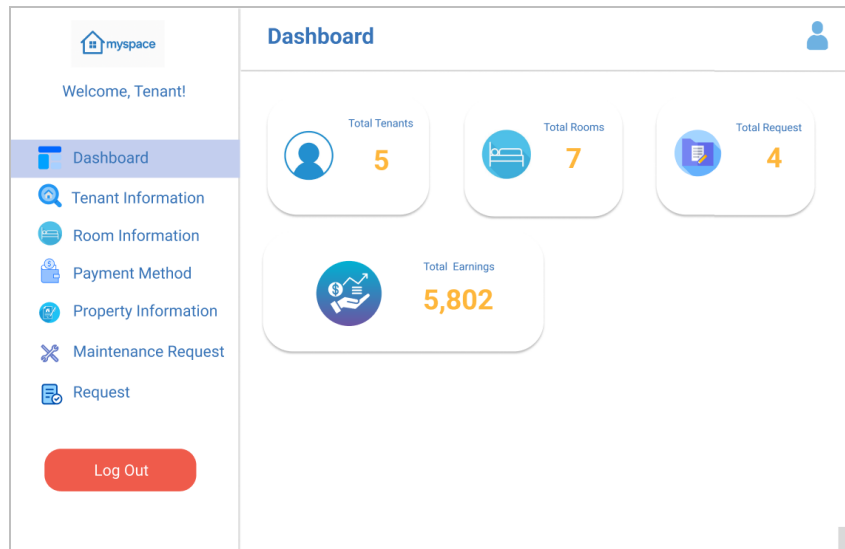 myspace
Welcome, Tenant!
Dashboard
Tenant Information
Room Information
Payment Method
Property Information
Maintenance Request
Request
Log Out
Dashboard
Total Tenants
5
Total Rooms
7
Total Request
4
Total Earnings
5,802